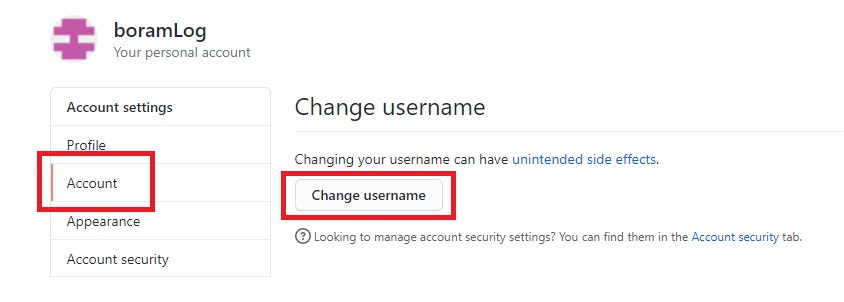 boramLog
Your personal account
Account settings
Profile
Account
Appearance
Account security
Change username
Changing your username can have unintended side effects.
Change username
Looking to manage account security settings? You can find them in the Account security tab.